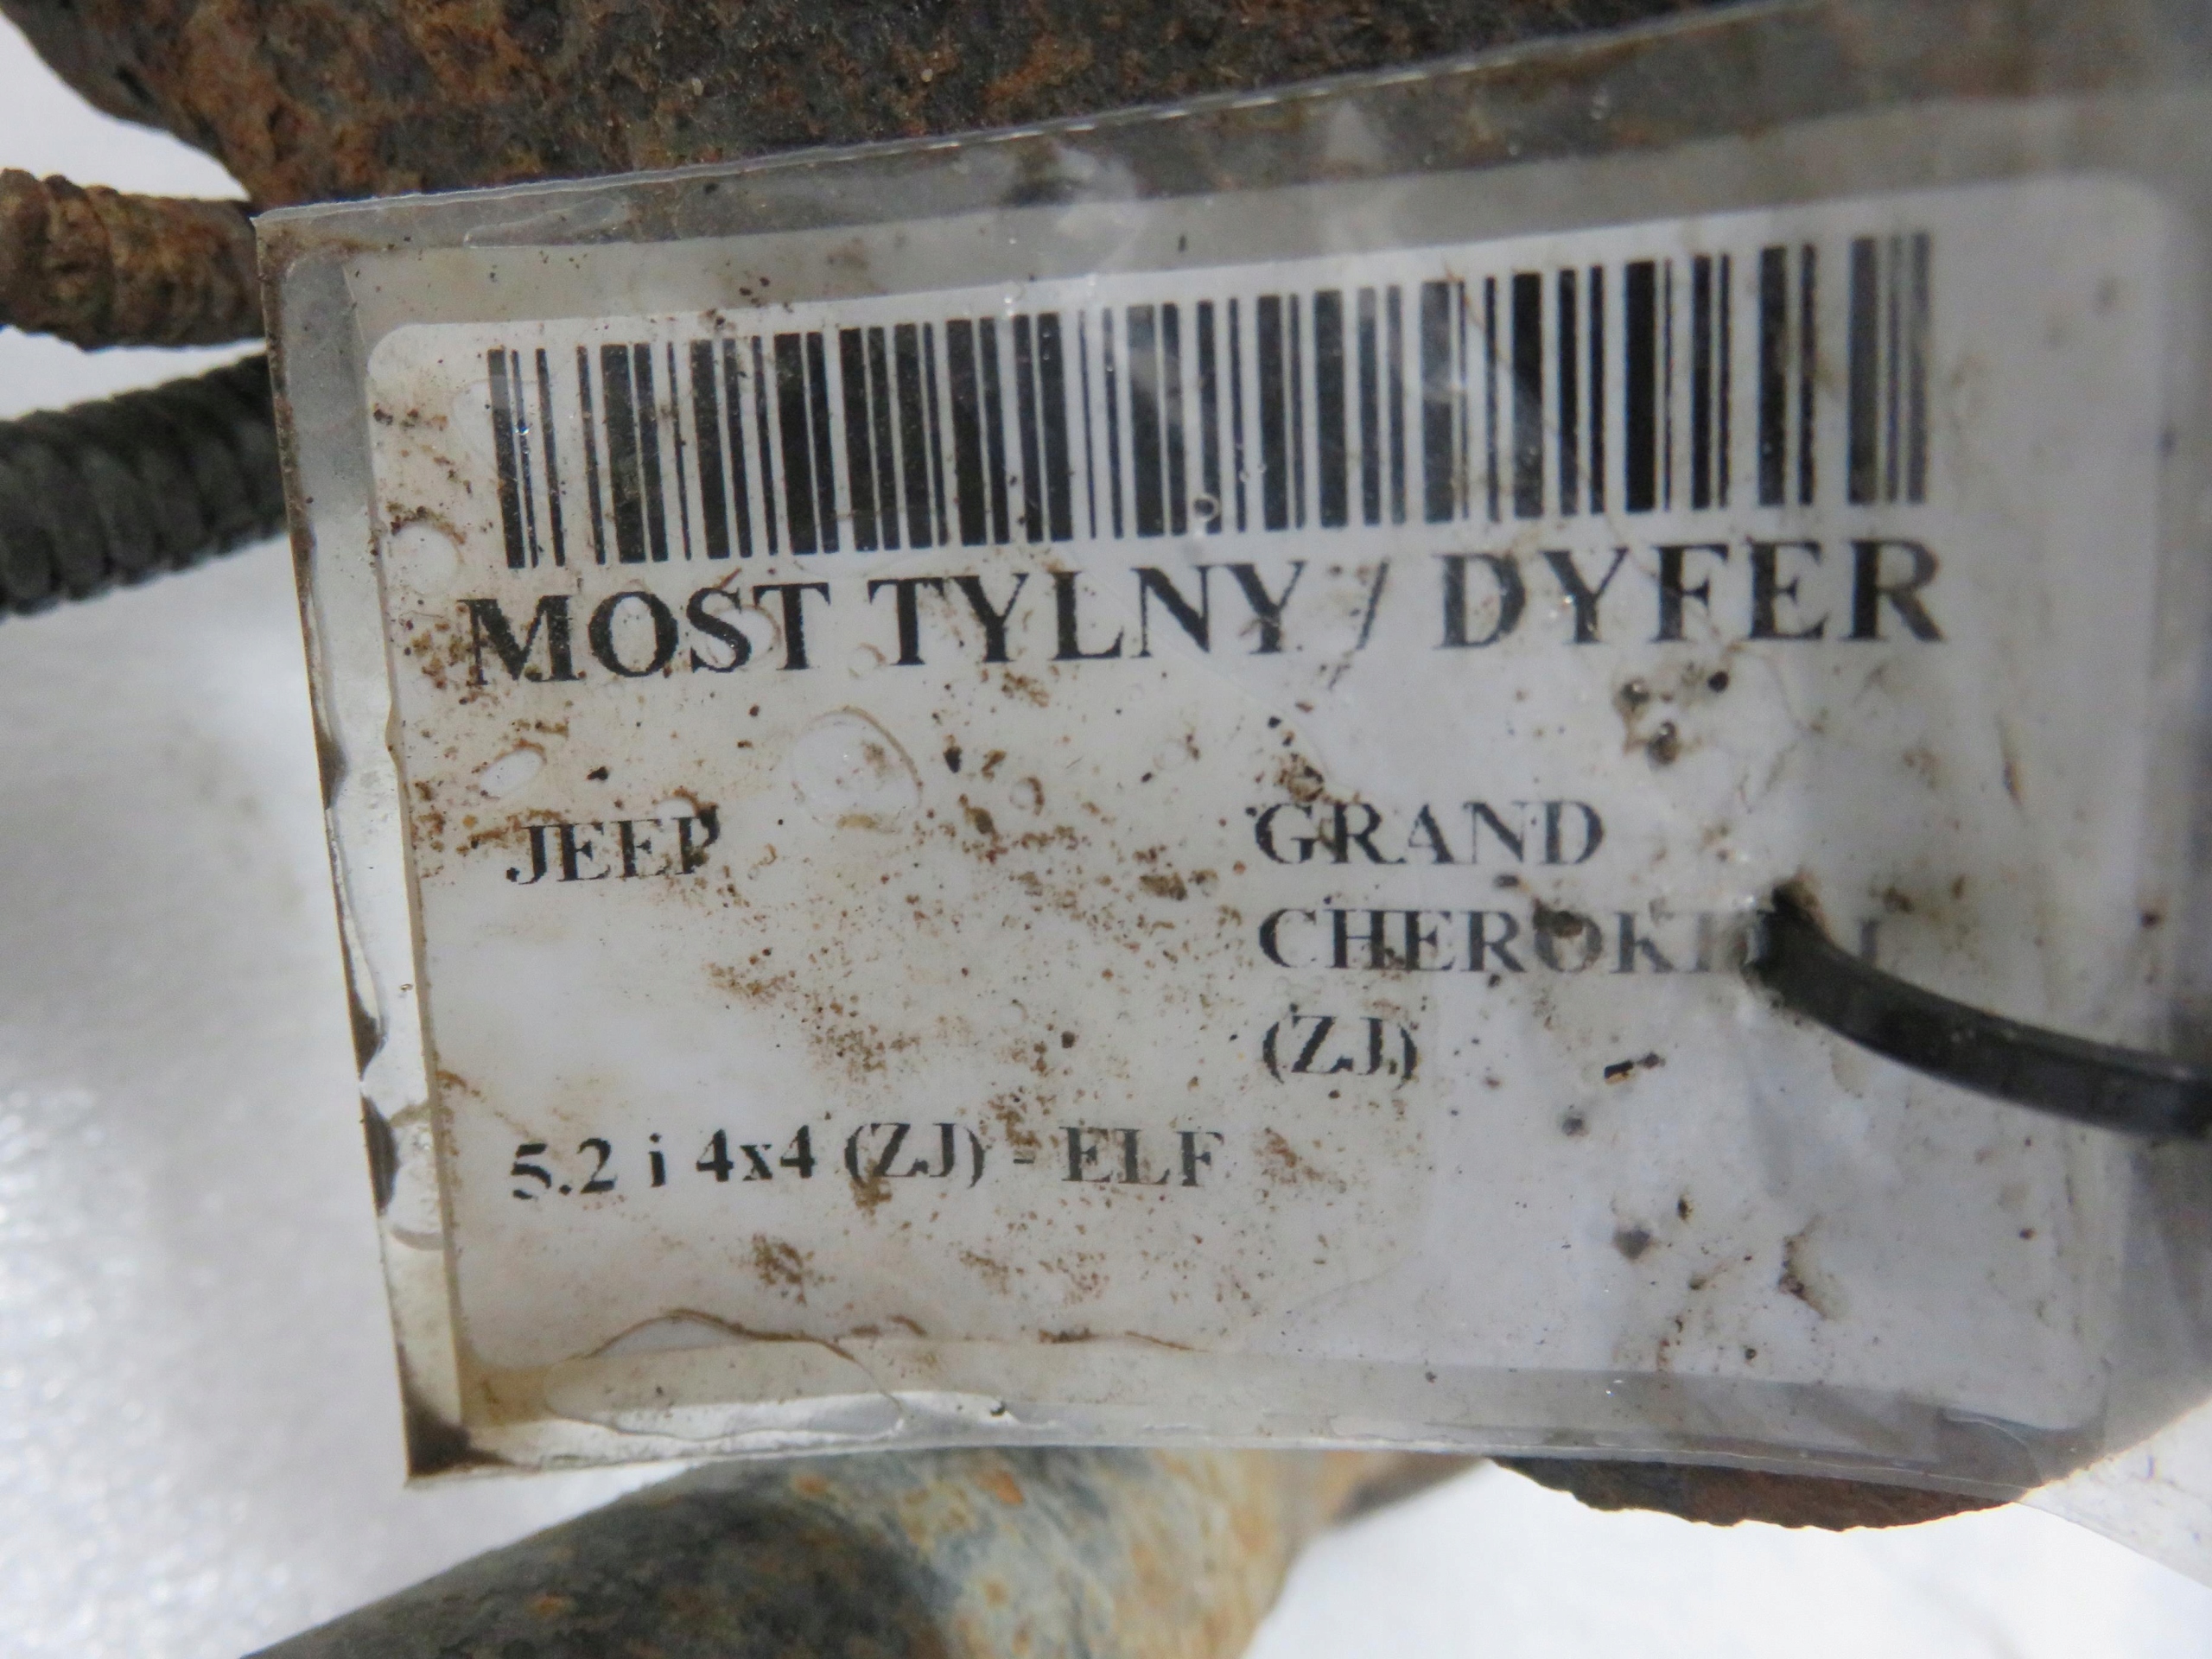 MOST TYLNY / DYFER
JEEP
GRAND
(ZJ)
5.2 i 4x4 (ZJ) - ELF